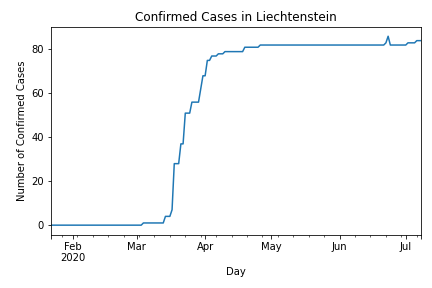 Confirmed Cases in Liechtenstein
Number of Confirmed Cases
80
60
40
20
0
Feb Mar Apr May Jun Jul
2020
Day